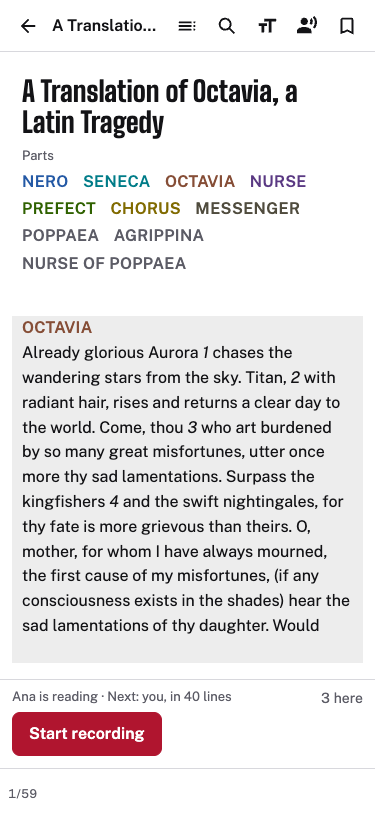 A Translatio...
A Translation of Octavia, a
Latin Tragedy
Parts
NERO SENECA OCTAVIA NURSE
PREFECT CHORUS MESSENGER
POPPAEA AGRIPPINA
NURSE OF POPPAEA
OCTAVIA
Already glorious Aurora 1 chases the
wandering stars from the sky. Titan, 2 with
radiant hair, rises and returns a clear day to
the world. Come, thou 3 who art burdened
by so many great misfortunes, utter once
more thy sad lamentations. Surpass the
kingfishers 4 and the swift nightingales, for
thy fate is more grievous than theirs. O,
mother, for whom I have always mourned,
the first cause of my misfortunes, (if any
consciousness exists in the shades) hear the
sad lamentations of thy daughter. Would
Ana is reading · Next: you, in 40 lines
3 here
Start recording
1/59